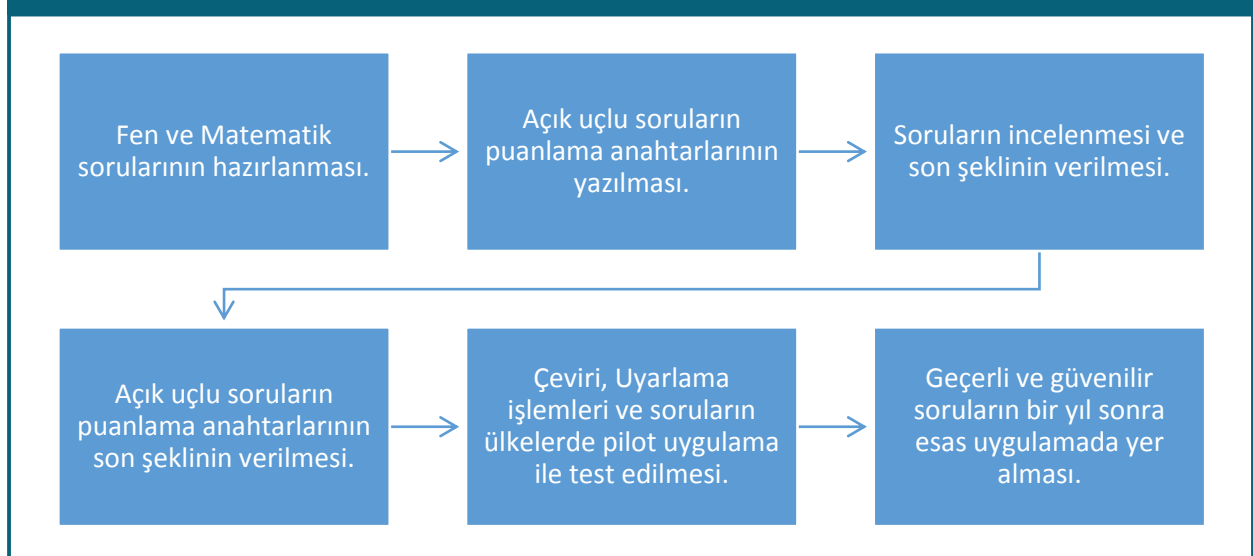 Fen ve Matematik
sorularının hazırlanması.
Açık uçlu soruların
puanlama anahtarlarının
yazılması.
Soruların incelenmesi ve
son şeklinin verilmesi.
Açık uçlu soruların
puanlama anahtarlarının
son şeklinin verilmesi.
Çeviri, Uyarlama
işlemleri ve soruların
ülkelerde pilot uygulama
ile test edilmesi.
Geçerli ve güvenilir
soruların bir yıl sonra
esas uygulamada yer
alması.